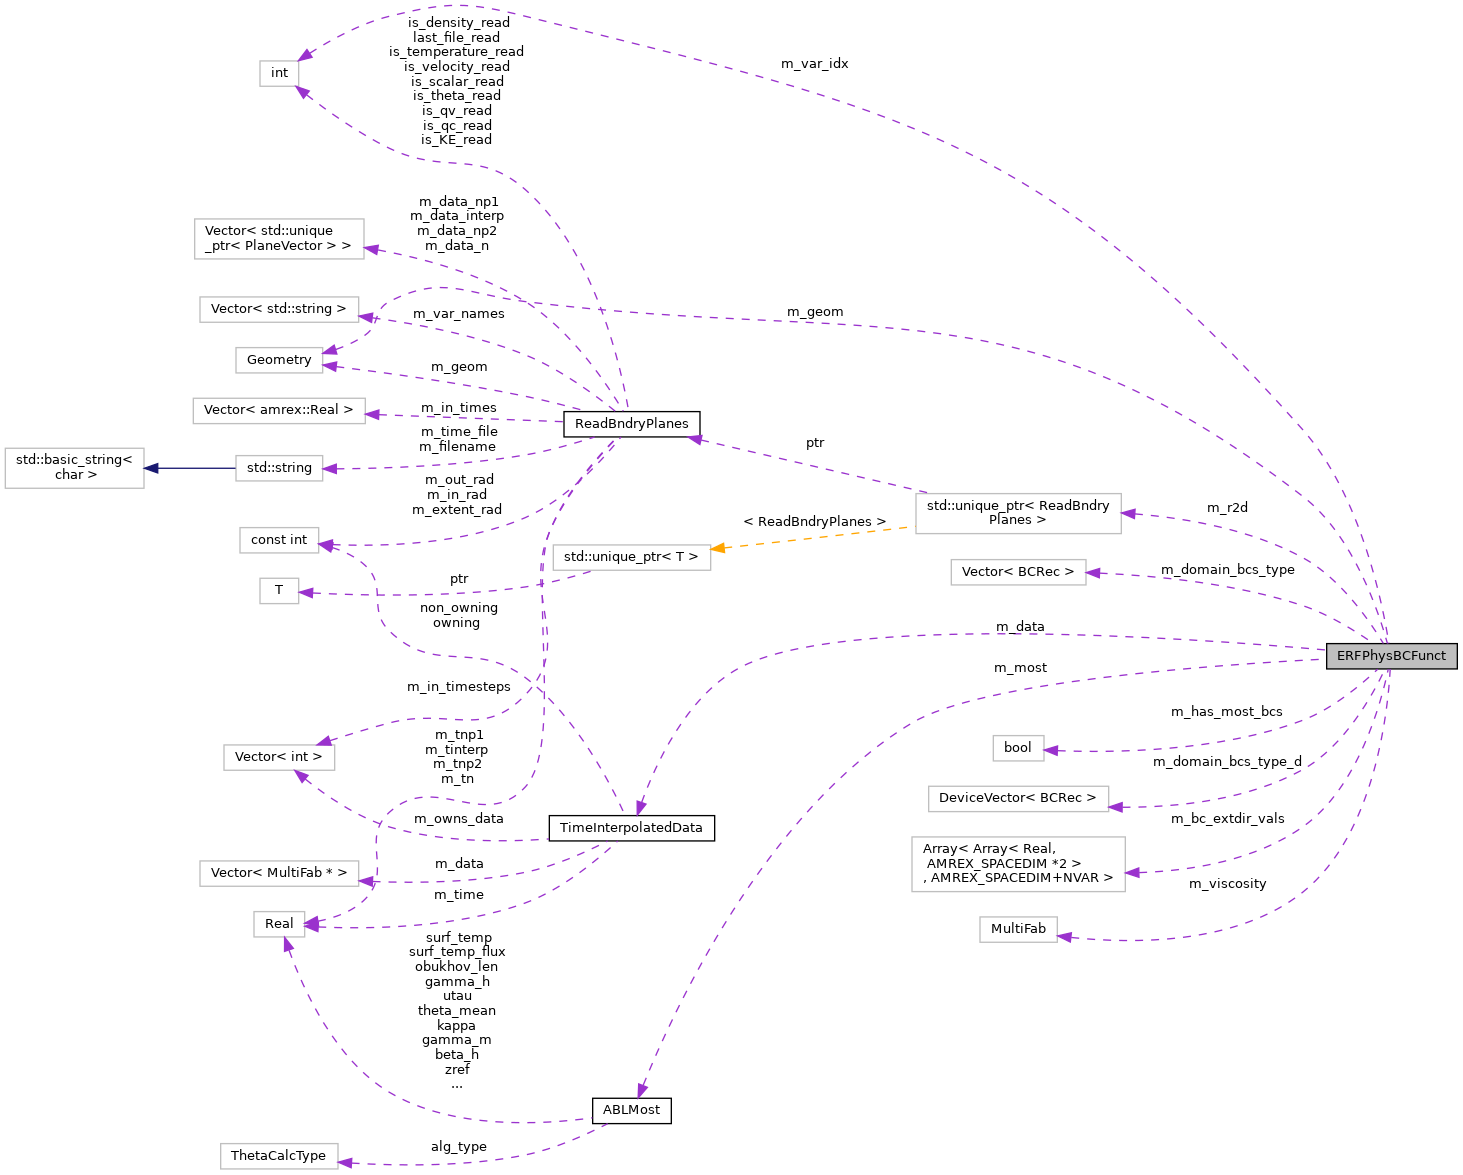 is_density_read
last_file_read
is_temperature_read
is_velocity_read
is_scalar_read
is_theta_read
is_qv_read
is_qc_read
is_KE_read
int
m_var_idx
m_data_np1
m_data_interp
m_data_np2
m_data_n
Vector< std::unique
_ptr< PlaneVector > >
Vector< std::string >
m_var_names
m_geom
Geometry
m_geom
Vector< amrex::Real >
m_in_times
ReadBndryPlanes
m_time_file
m_filename
std::basic_string<
char >
std::string
ptr
m_out_rad
m_in_rad
m_extent_rad
std::unique_ptr< ReadBndry
Planes >
m_r2d
< ReadBndryPlanes >
const int
std::unique_ptr< T >
Vector< BCRec >
m_domain_bcs_type
T
ptr
non_owning
owning
m_data
ERFPhysBCFunct
m_most
m_in_timesteps
m_has_most_bcs
m_tnp1
m_tinterp
m_tnp2
m_tn
Vector< int >
bool
m_domain_bcs_type_d
DeviceVector< BCRec >
m_owns_data
TimeInterpolatedData
m_bc_extdir_vals
Array< Array< Real,
AMREX_SPACEDIM *2 >
, AMREX_SPACEDIM+NVAR >
Vector< MultiFab * >
m_data
m_time
m_viscosity
Real
MultiFab
surf_temp
surf_temp_flux
obukhov_len
gamma_h
utau
theta_mean
kappa
gamma_m
beta_h
zref
...
ABLMost
ThetaCalcType
alg_type